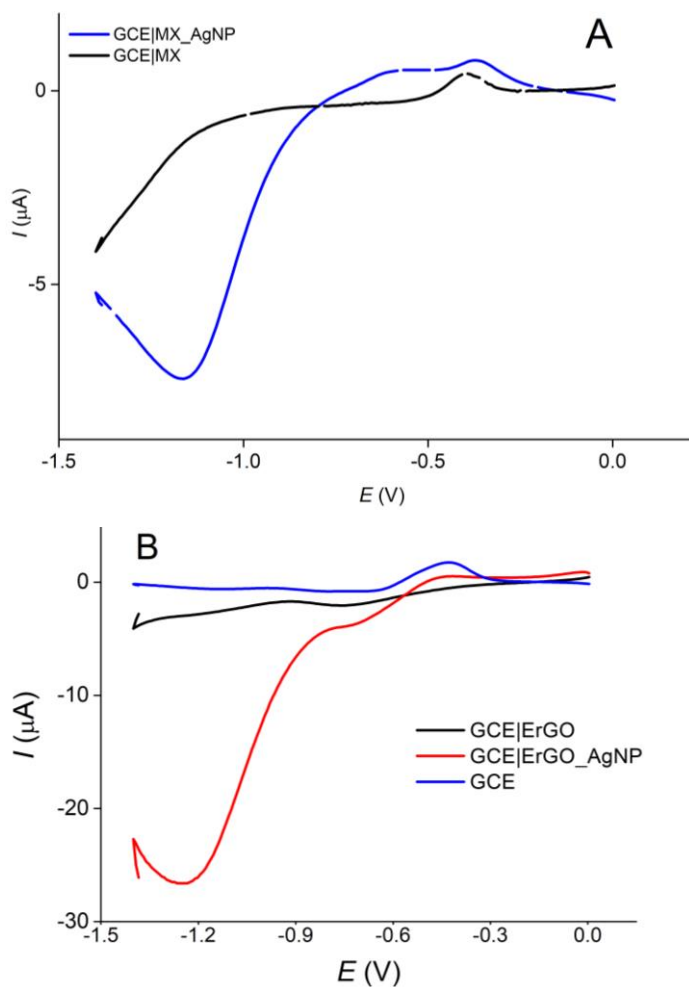 GCE|MX_AgNP
GCE|MX
A
0
-5
I (μA)
-1.5 -1.0 -0.5 0.0
E (V)
B
0
-10
-20
-30
I (μA)
GCE|ErGO
GCE|ErGO_AgNP
GCE
-1.5 -1.2 -0.9 -0.6 -0.3 0.0
E (V)